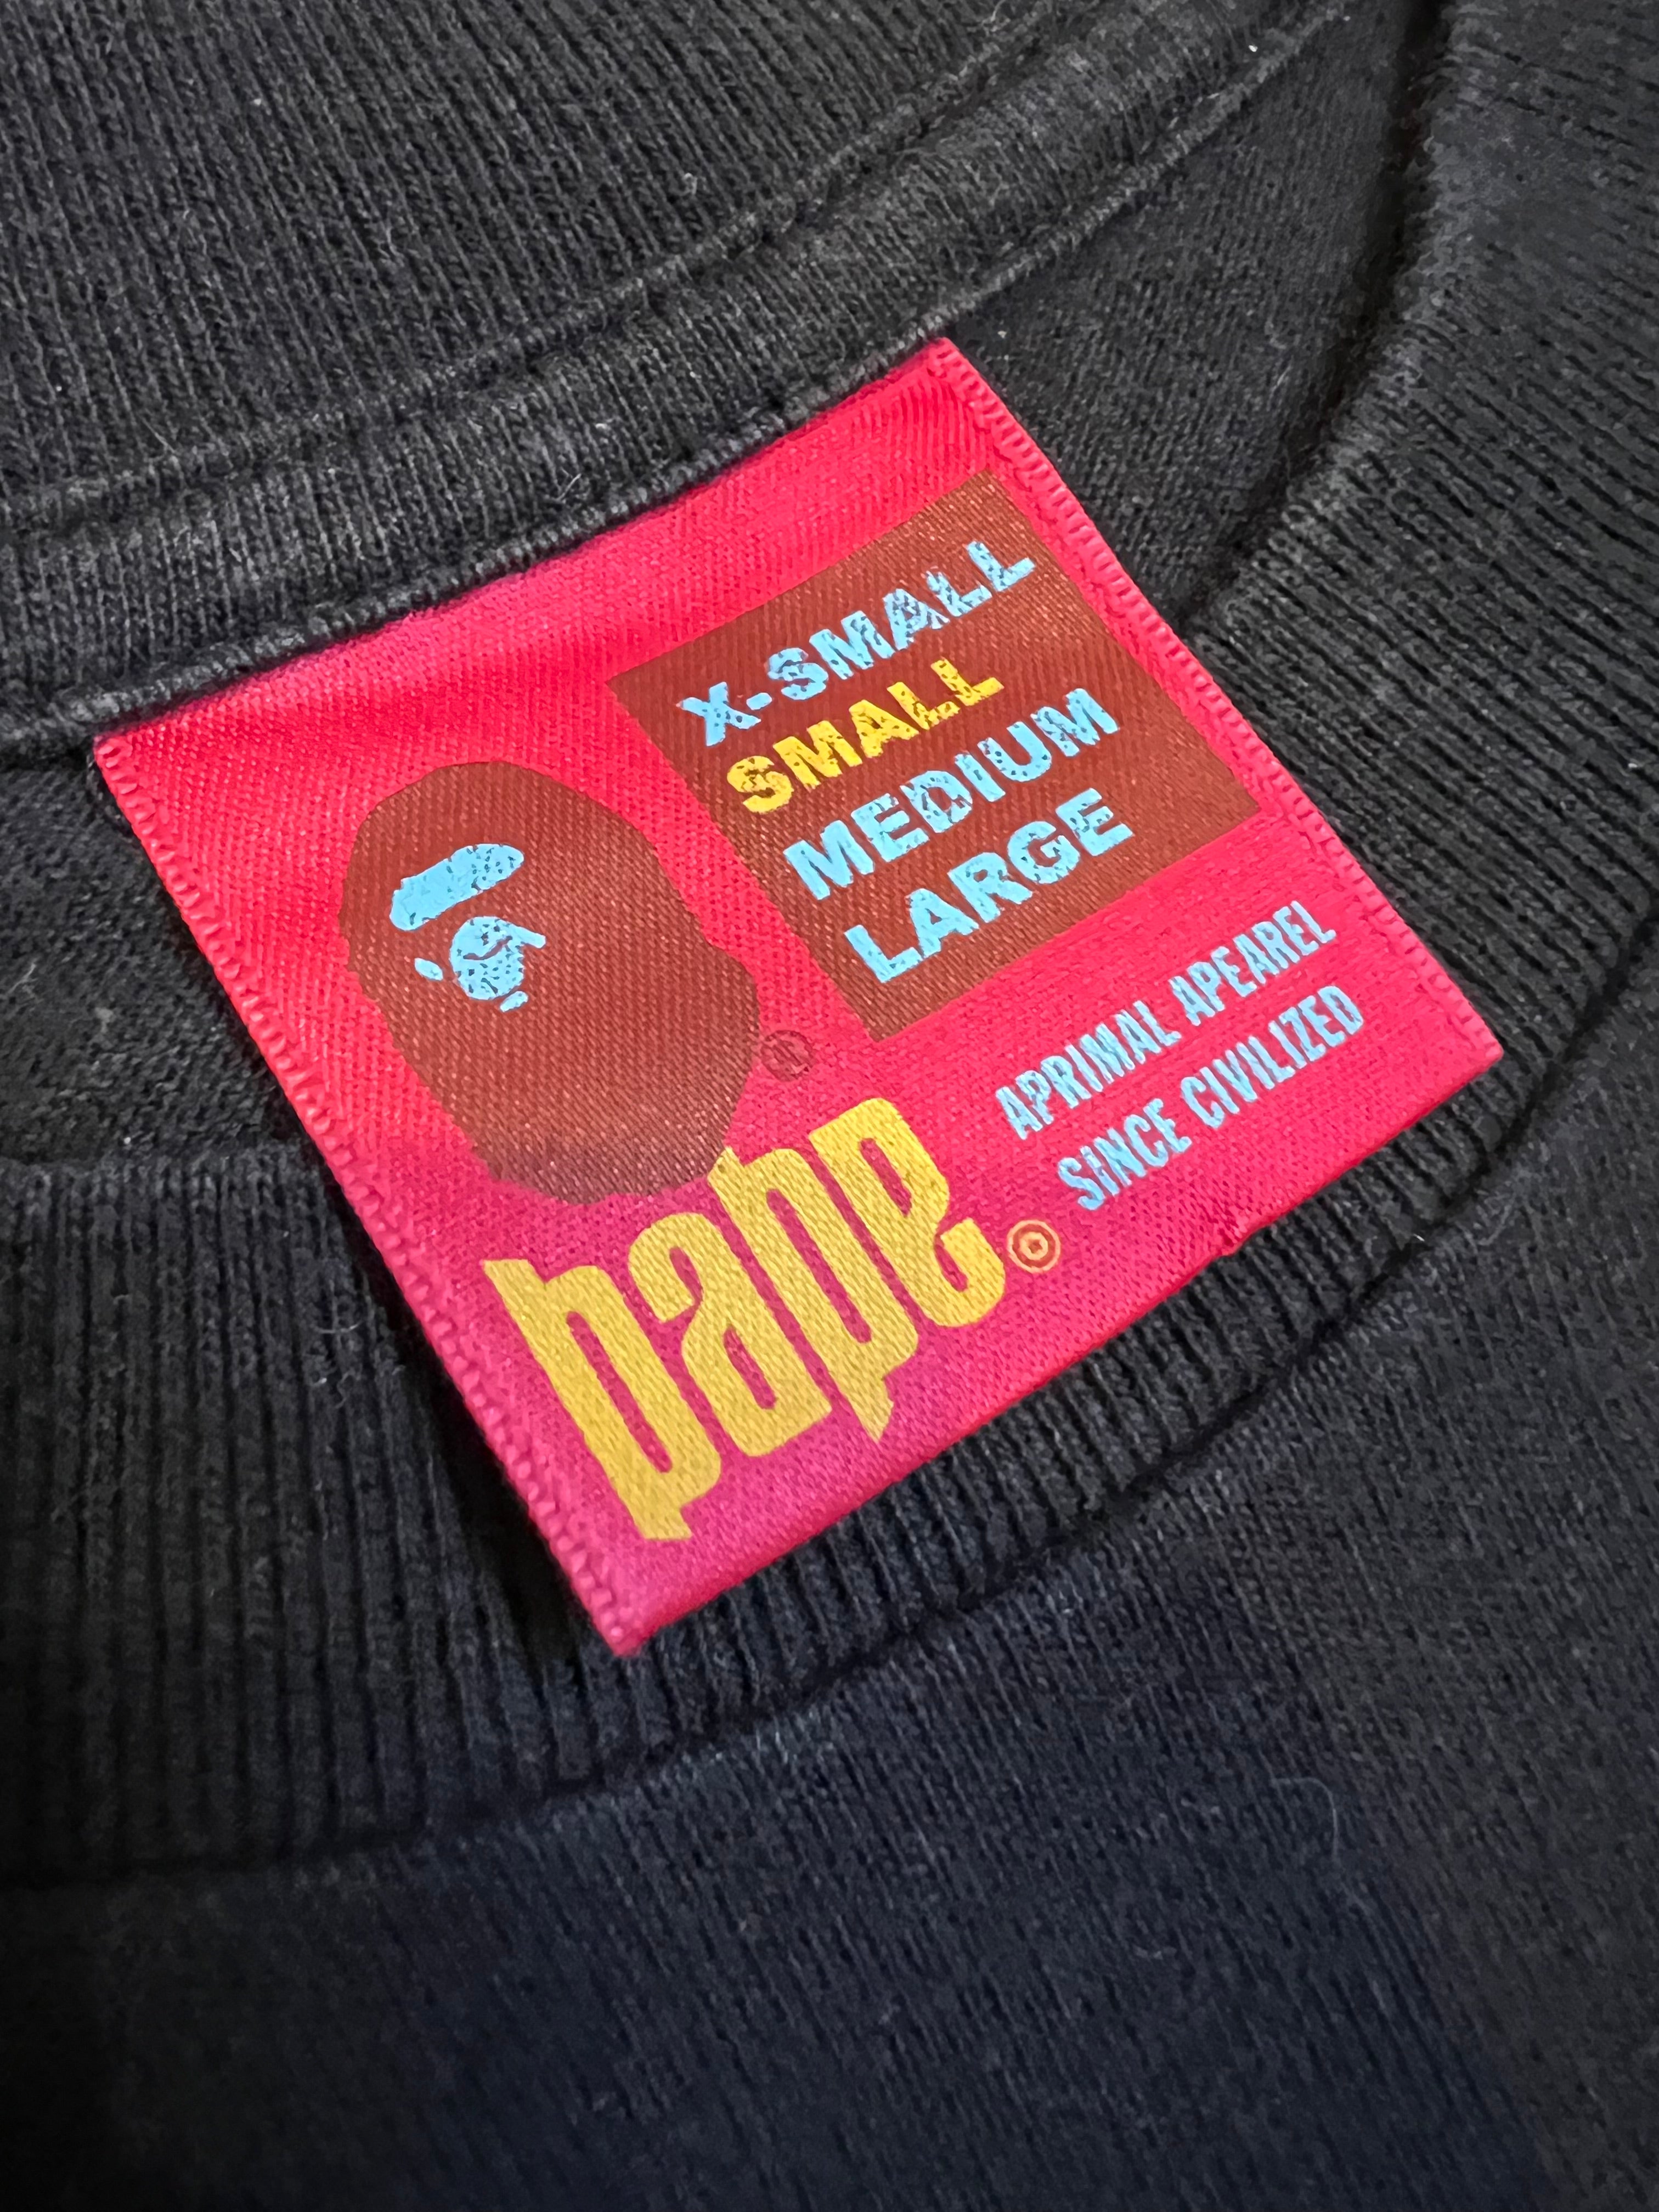 X-SMALL
SMALL
MEDIUM
LARGE
APRIMAL APEAREL
SINCE CIVILIZED
bape